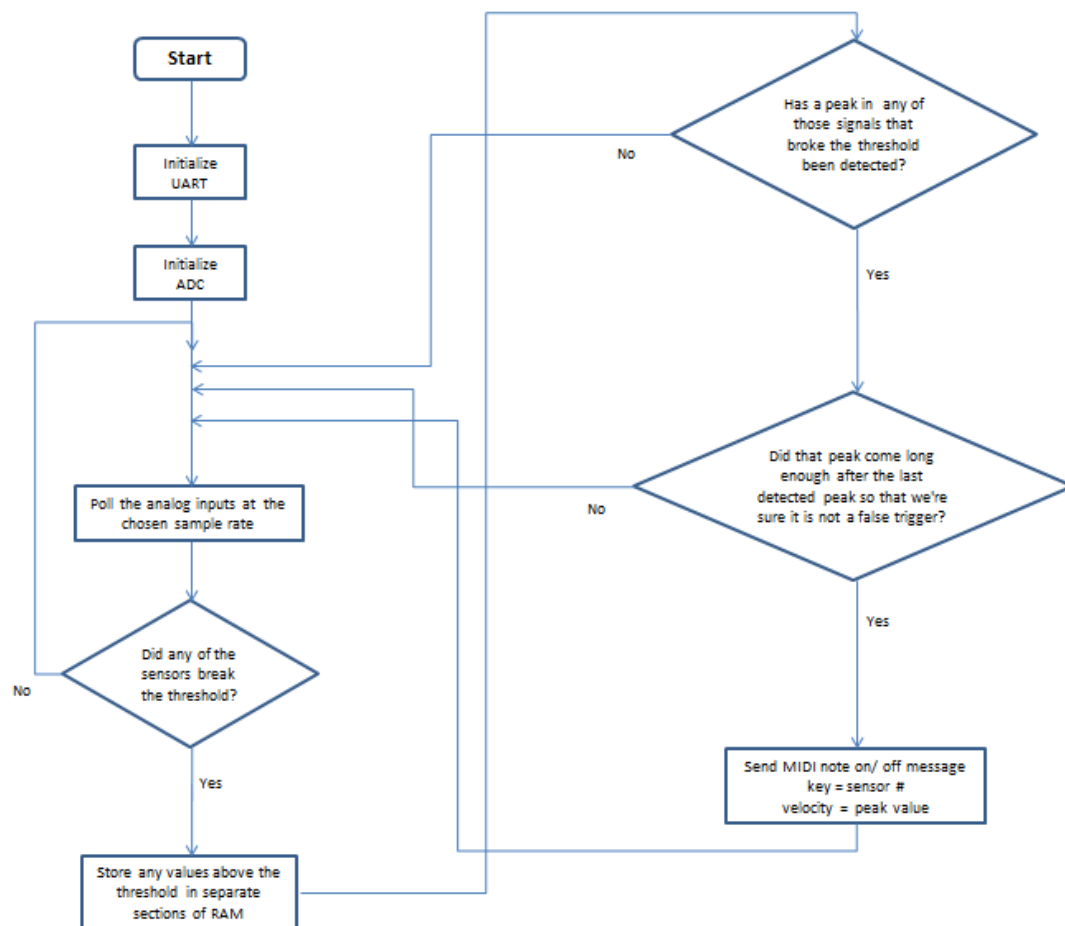 Start
Initialize
UART
Initialize
ADC
Poll the analog inputs at the
chosen sample rate
Did any of the
sensors break
the threshold?
No
Yes
Store any values above the
threshold in separate
sections of RAM
Has a peak in any of
those signals that
broke the threshold
been detected?
No
Yes
Did that peak come long
enough after the last
detected peak so that we're
sure it is not a false trigger?
No
Yes
Send MIDI note on/ off message
key = sensor #
velocity = peak value